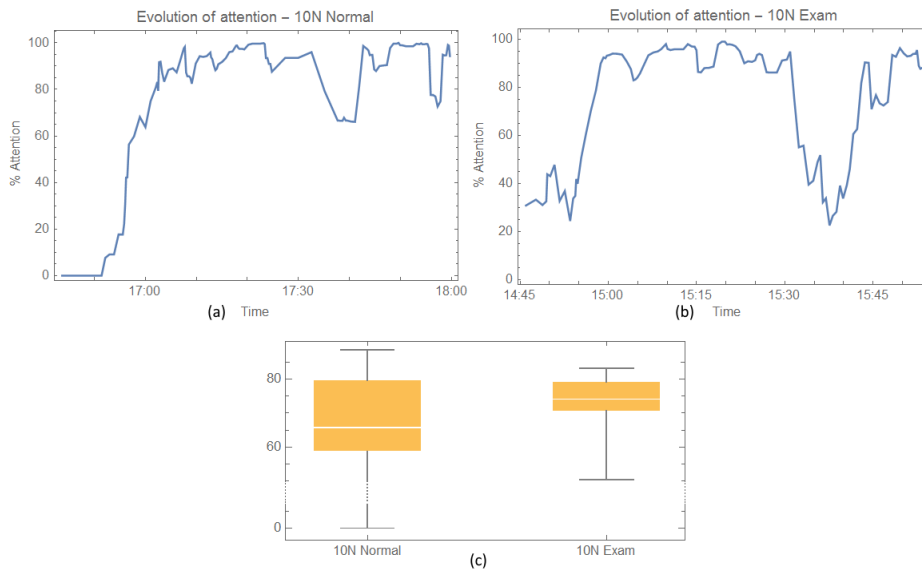 Evolution of attention – 10N Normal
100
80
60
40
20
0
% Attention
17:00
17:30
18:00
(a)
Time
Evolution of attention – 10N Exam
100
80
60
40
20
0
% Attention
14:45
15:00
15:15
15:30
15:45
(b)
Time
80
60
0
10N Normal
10N Exam
(c)